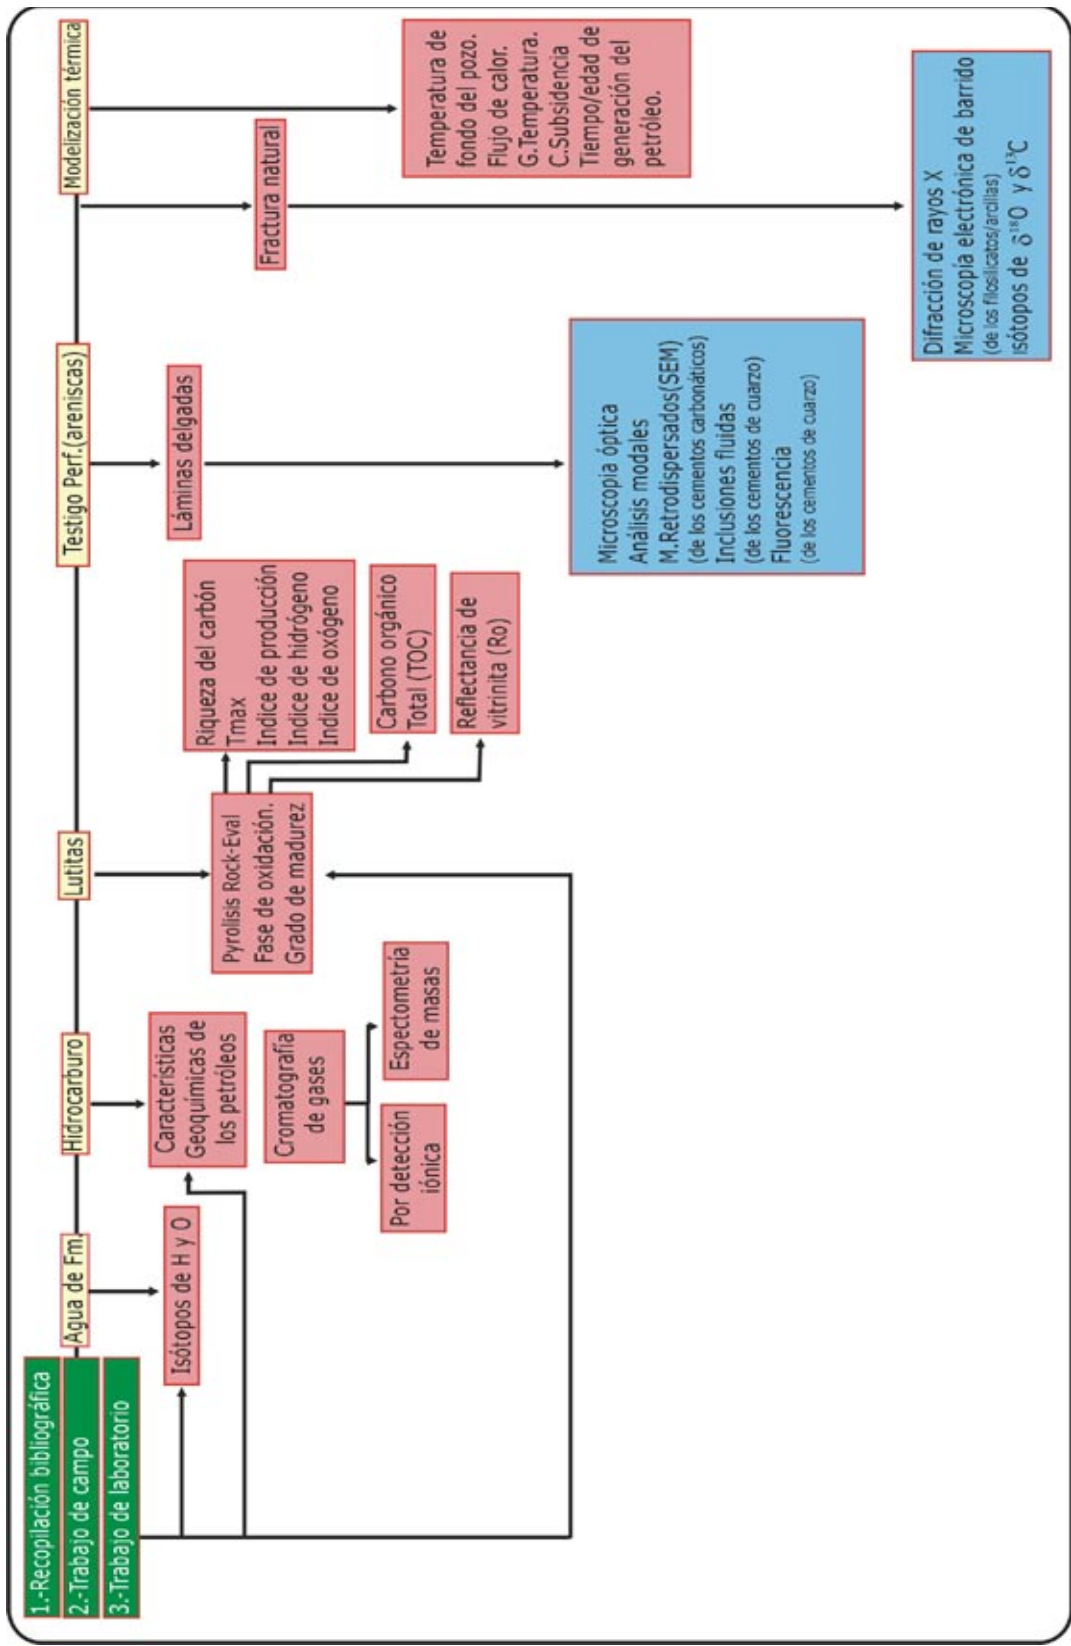 1.-Recopilación bibliográfica
2.-Trabajo de campo
3.-Trabajo de laboratorio
Agua de Fm.
Hidrocarburo
Lutitas
Testigo Perf.(areniscas)
Modelización térmica
Isótopos de H y O
Características
Geoquímicas de
los petróleos
Cromatografía
de gases
Por detección
iónica
Espectometría
de masas
Pyrolisis Rock-Eval
Fase de oxidación.
Grado de madurez
Riqueza del carbón
Tmax
Indice de producción
Indice de hidrógeno
Indice de oxógeno
Carbono orgánico
Total (TOC)
Reflectancia de
vitrinita (Ro)
Láminas delgadas
Microscopia óptica
Análisis modales
M.Retrodispersados(SEM)
(de los cementos carbonáticos)
Inclusiones fluidas
(de los cementos de cuarzo)
Fluorescencia
(de los cementos de cuarzo)
Fractura natural
Temperatura de
fondo del pozo.
Flujo de calor.
G.Temperatura.
C.Subsidencia
Tiempo/edad de
generación del
petróleo.
Difracción de rayos X
Microscopía electrónica de barrido
(de los filosilicatos/arcillas)
Isótopos de δ¹⁸O y δ¹³C